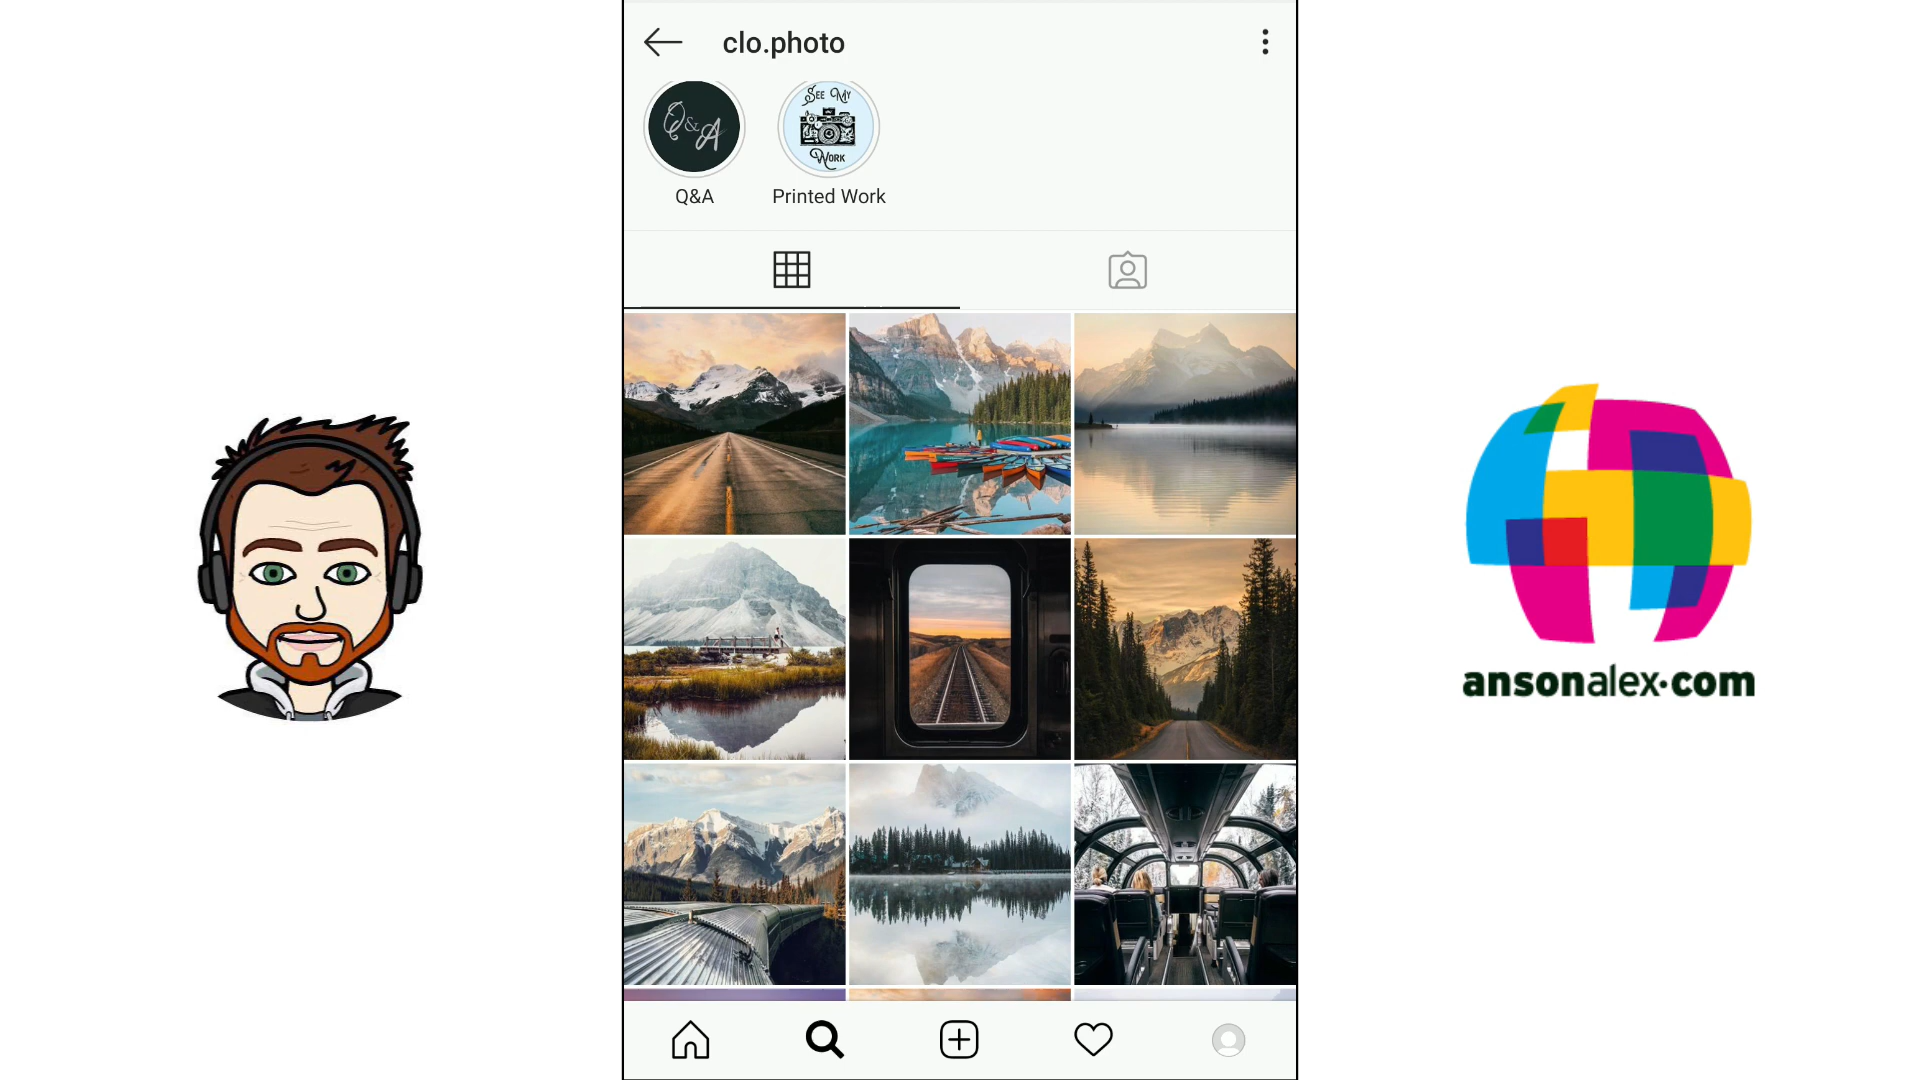 clo.photo
Q&A
SEE MY
WORK
Q&A
Printed Work
ansonalex.com